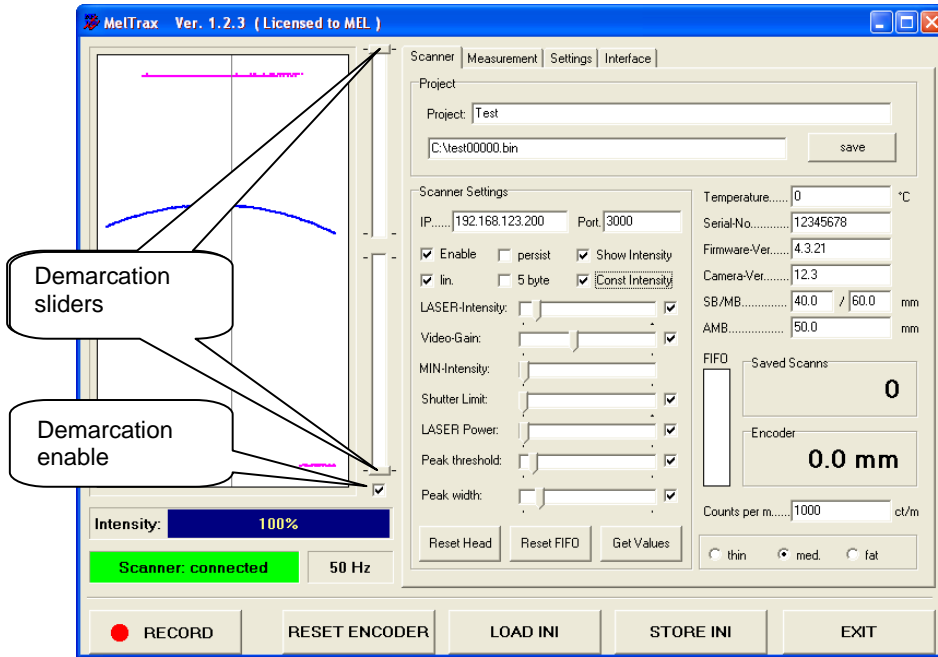 MelTrax Ver. 1.2.3 ( Licensed to MEL )
Scanner Measurement Settings Interface
Project
Project: Test
C:\test00000.bin save
Demarcation
sliders
Demarcation
enable
Scanner Settings
IP..... 192.168.123.200 Port. 3000
Enable persist Show Intensity
lin. 5 byte Const Intensity
LASER-Intensity:
Video-Gain:
MIN-Intensity:
Shutter Limit:
LASER Power:
Peak threshold:
Peak width:
Reset Head Reset FIFO Get Values
Temperature...... 0 °C
Serial-No........... 12345678
Firmware-Ver...... 4.3.21
Camera-Ver....... 12.3
SB/MB............. 40.0 / 60.0 mm
AMB................ 50.0 mm
FIFO
Saved Scanns
0
Encoder
0.0 mm
Counts per m..... 1000 ct/m
thin med. fat
Intensity: 100%
Scanner: connected 50 Hz
RECORD RESET ENCODER LOAD INI STORE INI EXIT